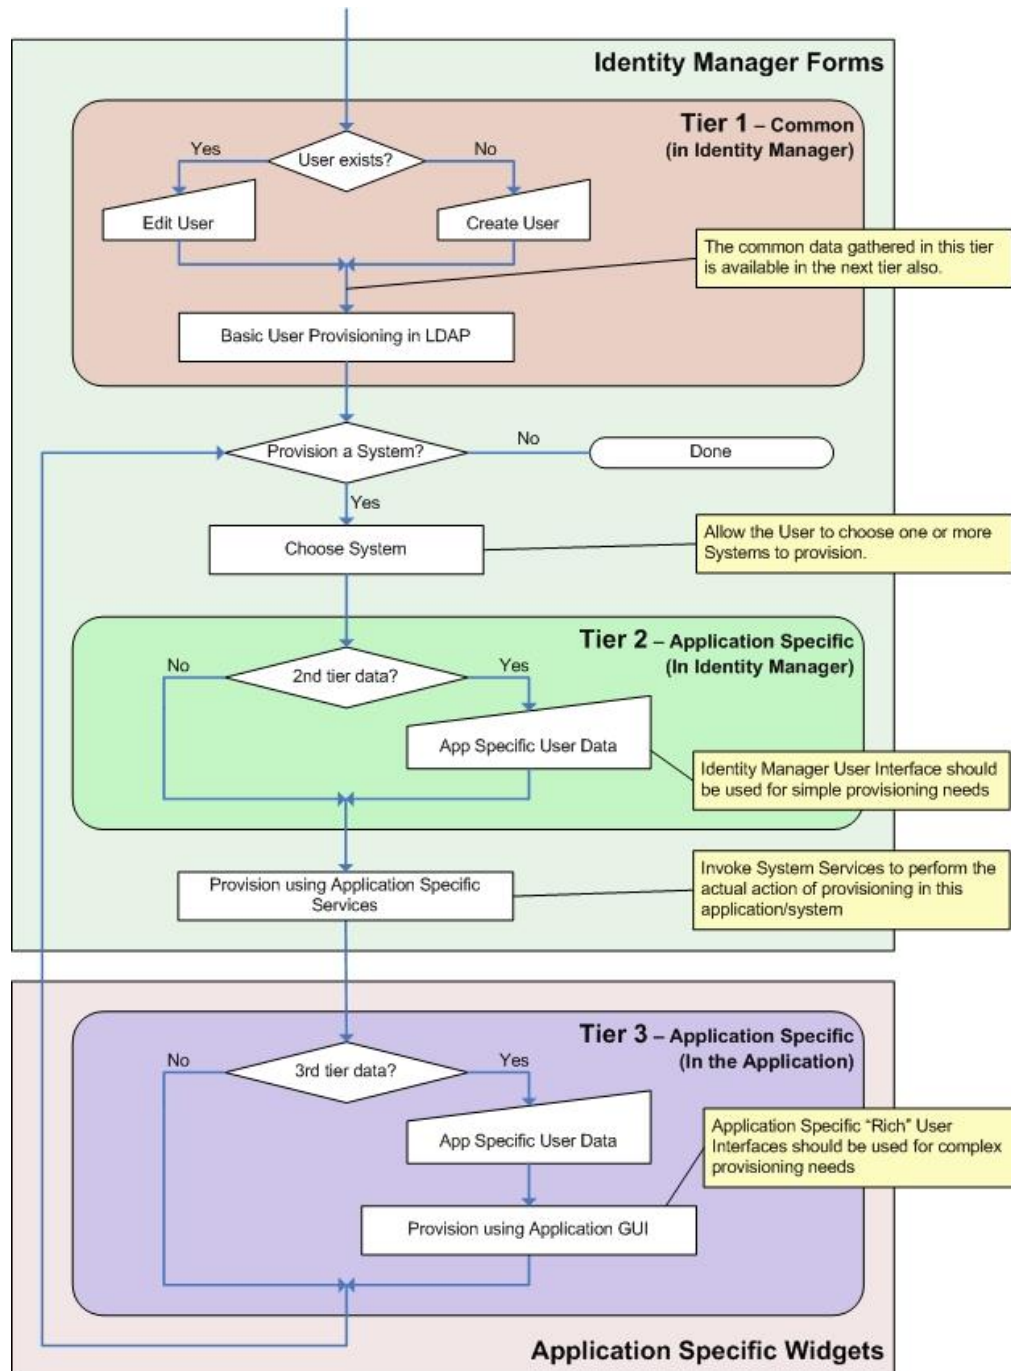 Identity Manager Forms
Tier 1 – Common
(in Identity Manager)
Yes
User exists?
No
Edit User
Create User
The common data gathered in this tier
is available in the next tier also.
Basic User Provisioning in LDAP
Provision a System?
No
Done
Yes
Choose System
Allow the User to choose one or more
Systems to provision.
Tier 2 – Application Specific
(In Identity Manager)
No
2nd tier data?
Yes
App Specific User Data
Identity Manager User Interface should
be used for simple provisioning needs
Provision using Application Specific
Services
Invoke System Services to perform the
actual action of provisioning in this
application/system
Tier 3 – Application Specific
(In the Application)
No
3rd tier data?
Yes
App Specific User Data
Application Specific “Rich” User
Interfaces should be used for complex
provisioning needs
Provision using Application GUI
Application Specific Widgets